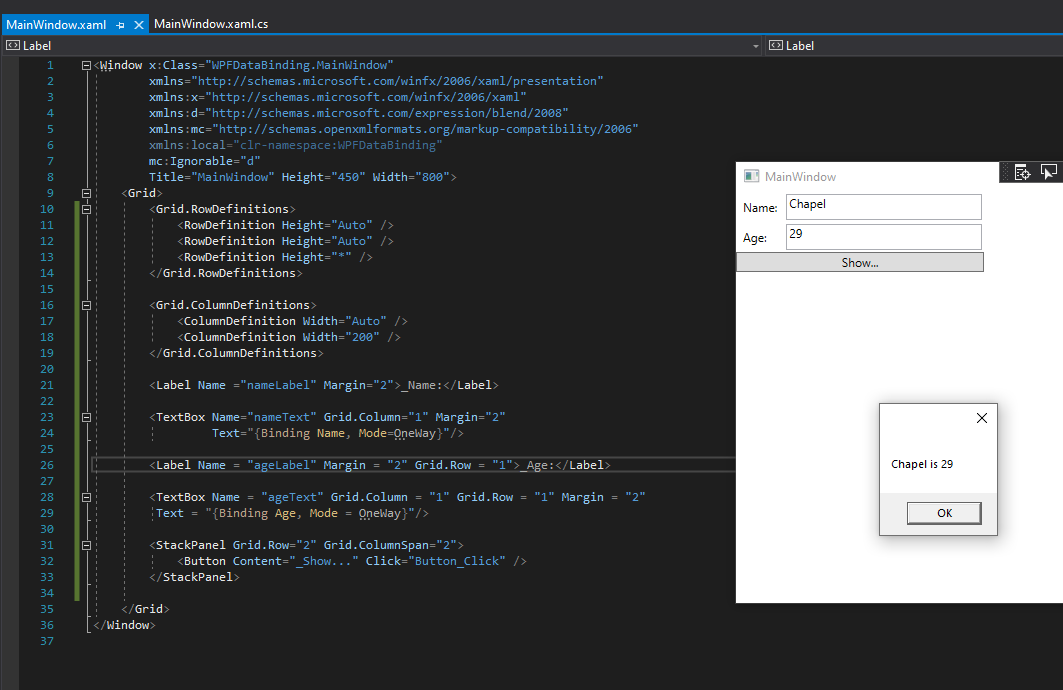 MainWindow.xaml MainWindow.xaml.cs
Label Label
1 <Window x:Class="WPFDataBinding.MainWindow"
2 xmlns="http://schemas.microsoft.com/winfx/2006/xaml/presentation"
3 xmlns:x="http://schemas.microsoft.com/winfx/2006/xaml"
4 xmlns:d="http://schemas.microsoft.com/expression/blend/2008"
5 xmlns:mc="http://schemas.openxmlformats.org/markup-compatibility/2006"
6 xmlns:local="clr-namespace:WPFDataBinding"
7 mc:Ignorable="d"
8 Title="MainWindow" Height="450" Width="800">
9 <Grid>
10 <Grid.RowDefinitions>
11 <RowDefinition Height="Auto" />
12 <RowDefinition Height="Auto" />
13 <RowDefinition Height="*" />
14 </Grid.RowDefinitions>
15
16 <Grid.ColumnDefinitions>
17 <ColumnDefinition Width="Auto" />
18 <ColumnDefinition Width="200" />
19 </Grid.ColumnDefinitions>
20
21 <Label Name ="nameLabel" Margin="2">_Name:</Label>
22
23 <TextBox Name="nameText" Grid.Column="1" Margin="2"
24 Text="{Binding Name, Mode=OneWay}"/>
25
26 <Label Name = "ageLabel" Margin = "2" Grid.Row = "1">_Age:</Label>
27
28 <TextBox Name = "ageText" Grid.Column = "1" Grid.Row = "1" Margin = "2"
29 Text = "{Binding Age, Mode = OneWay}"/>
30
31 <StackPanel Grid.Row="2" Grid.ColumnSpan="2">
32 <Button Content="_Show..." Click="Button_Click" />
33 </StackPanel>
34
35 </Grid>
36 </Window>
37
MainWindow
Name: Chapel
Age: 29
Show...
Chapel is 29
OK